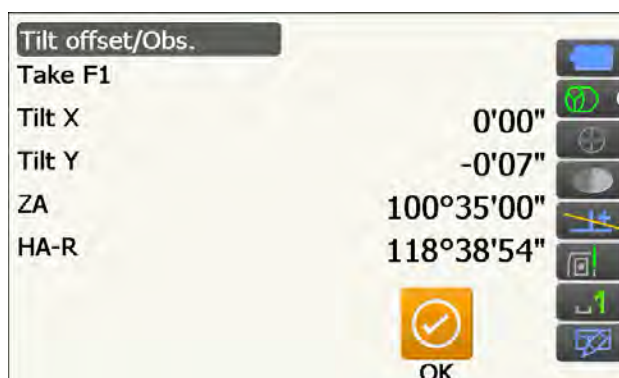 Tilt offset/Obs.
Take F1
Tilt X 0'00"
Tilt Y -0'07"
ZA 100°35'00"
HA-R 118°38'54"
OK